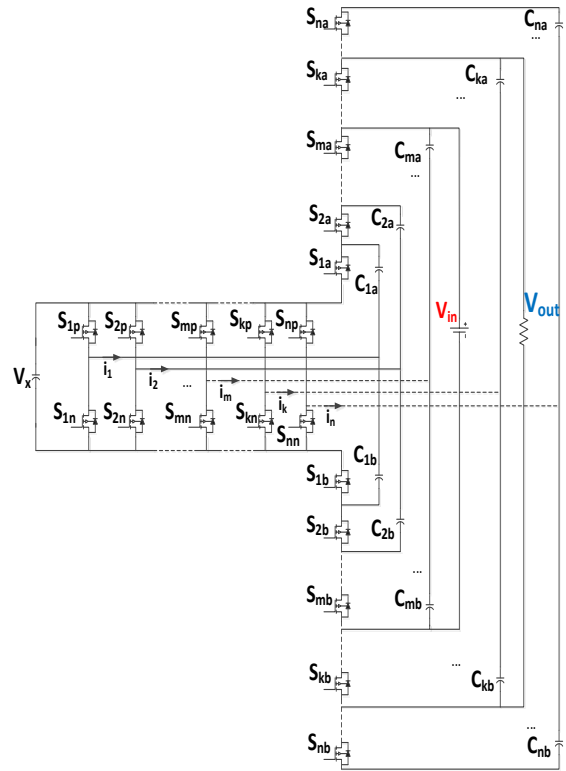 Sna
Cna
...
Ska
Cka
...
Sma
Cma
...
S2a
C2a
S1a
C1a
Vin
Vout
S1p S2p Smp Skp Snp
Vx
i1 i2 ... im ik in
S1n S2n Smn Skn Snn
S1b
C1b
S2b
C2b
...
Smb
Cmb
...
Skb
Ckb
...
Snb
Cnb